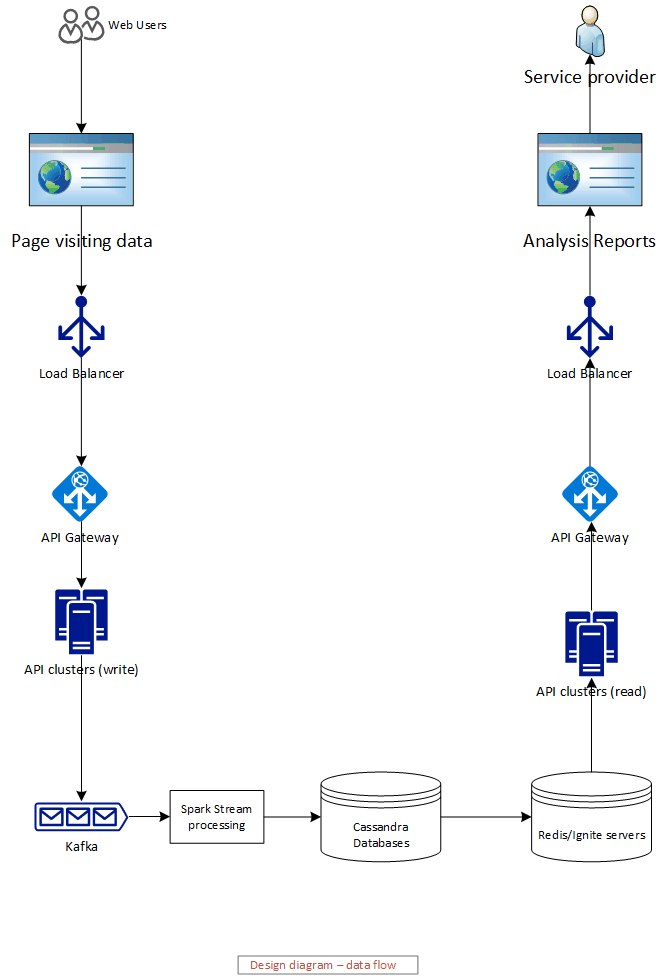 Web Users
Service provider
Page visiting data
Analysis Reports
Load Balancer
Load Balancer
API Gateway
API Gateway
API clusters (write)
API clusters (read)
Kafka
Spark Stream
processing
Cassandra
Databases
Redis/Ignite servers
Design diagram – data flow